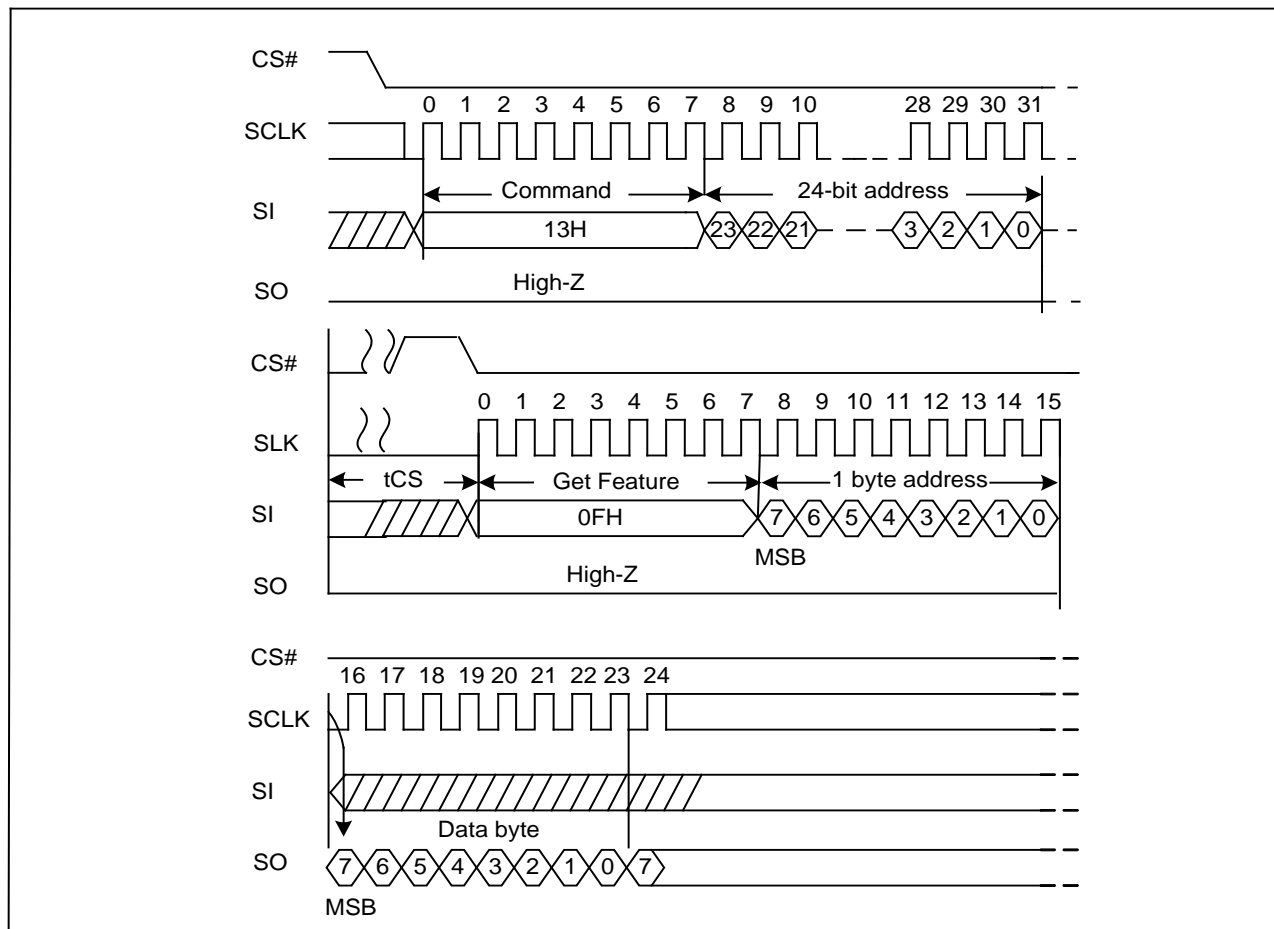 CS#
0 1 2 3 4 5 6 7 8 9 10 28 29 30 31
SCLK
Command 24-bit address
SI
13H 23 22 21 3 2 1 0
High-Z
SO
CS#
0 1 2 3 4 5 6 7 8 9 10 11 12 13 14 15
SLK
tCS Get Feature 1 byte address
SI
0FH 7 6 5 4 3 2 1 0
MSB
High-Z
SO
CS#
16 17 18 19 20 21 22 23 24
SCLK
SI
Data byte
SO 7 6 5 4 3 2 1 0 7
MSB